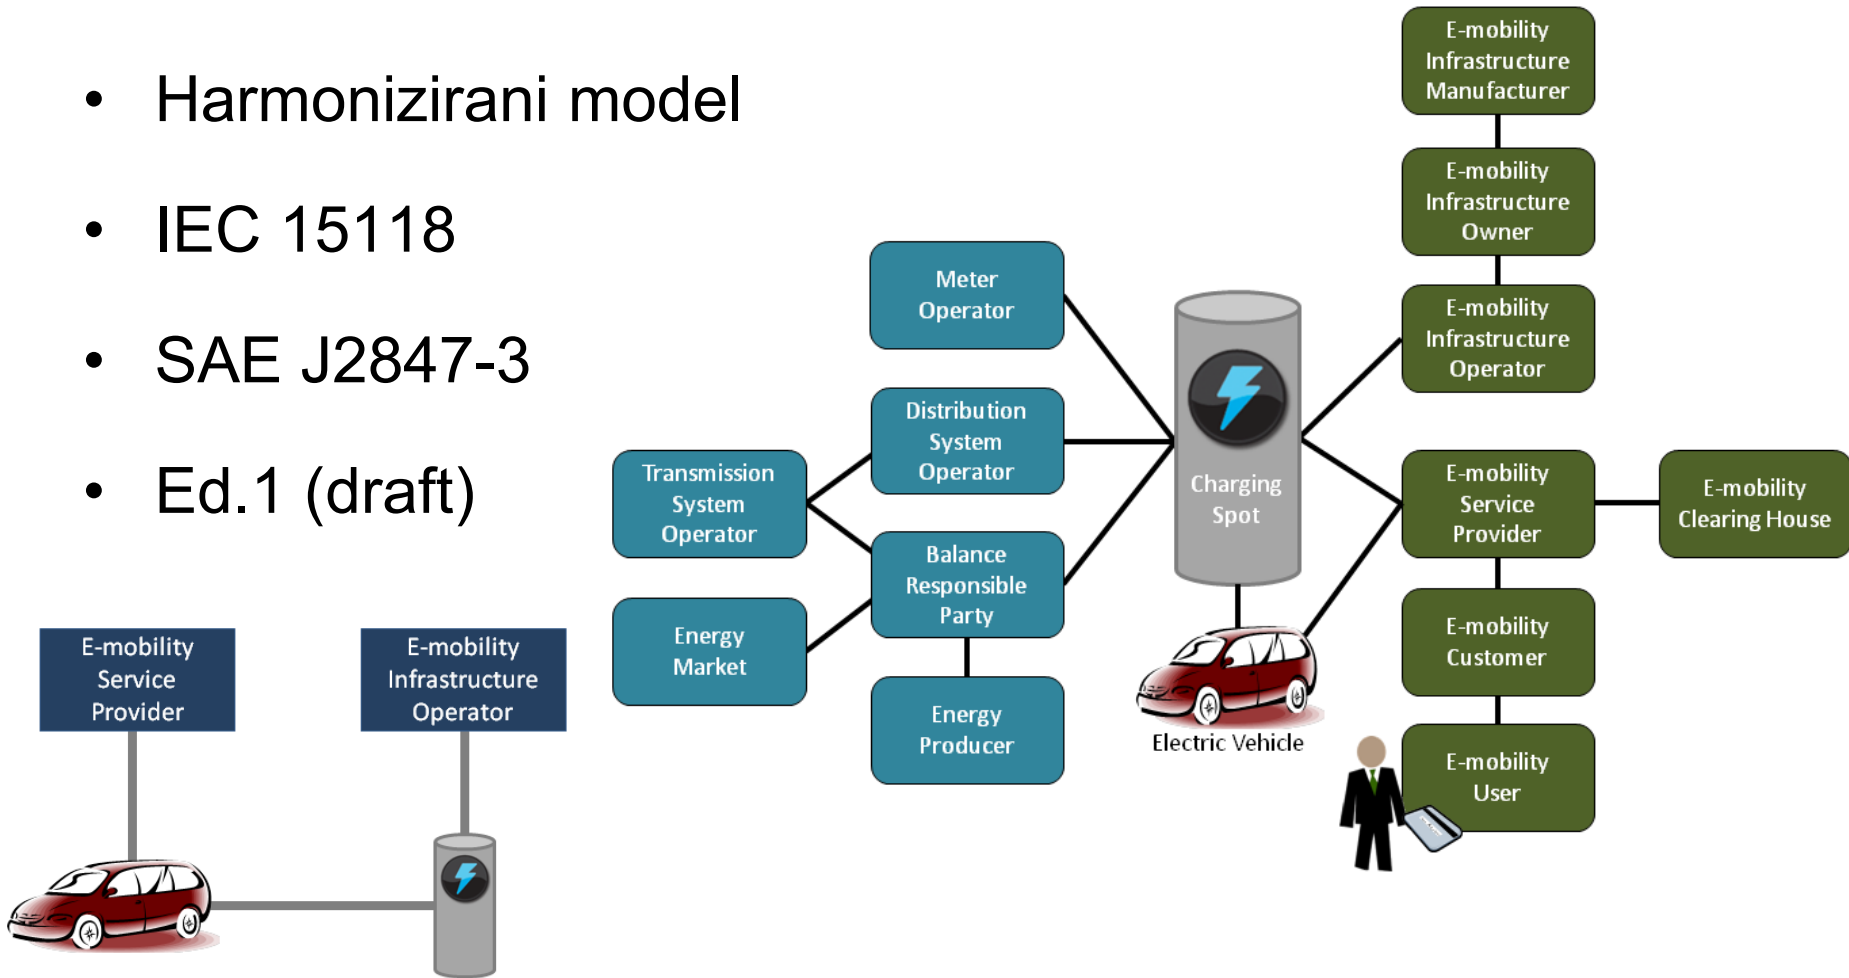 • Harmonizirani model
• IEC 15118
• SAE J2847-3
• Ed.1 (draft)
E-mobility
Service
Provider
E-mobility
Infrastructure
Operator
Transmission
System
Operator
Energy
Market
Meter
Operator
Distribution
System
Operator
Balance
Responsible
Party
Energy
Producer
Charging
Spot
Electric Vehicle
E-mobility
Infrastructure
Manufacturer
E-mobility
Infrastructure
Owner
E-mobility
Infrastructure
Operator
E-mobility
Service
Provider
E-mobility
Clearing House
E-mobility
Customer
E-mobility
User